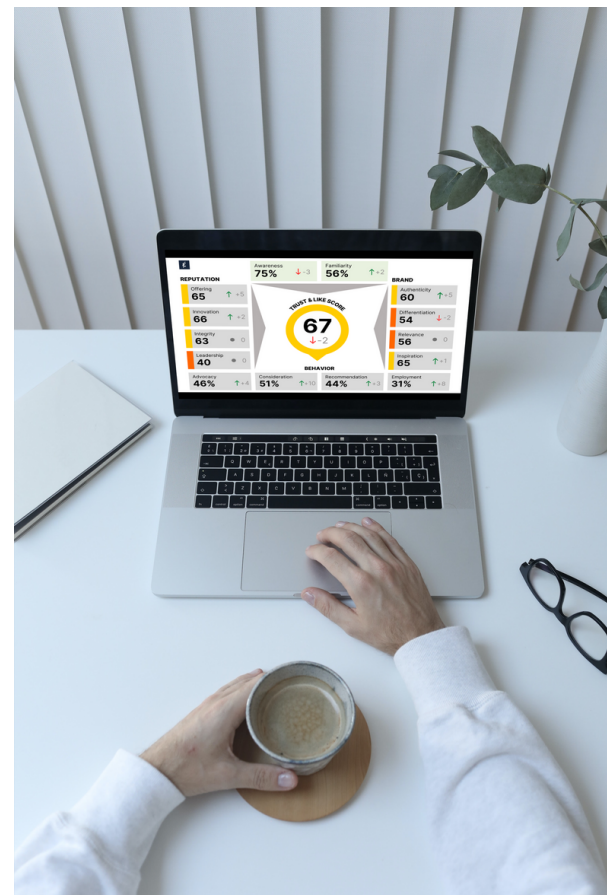 Awareness
75% ↓ -3
Familiarity
56% ↑ +2
REPUTATION
BRAND
Offering
65 ↑ +5
Innovation
66 ↑ +2
Integrity
63 ● 0
Leadership
40 ● 0
TRUST & LIKE SCORE
67
↓ -2
Authenticity
60 ↑ +5
Differentiation
54 ↓ -2
Relevance
56 ● 0
Inspiration
65 ↑ +1
BEHAVIOR
Advocacy
46% ↑ +4
Consideration
51% ↑ +10
Recommendation
44% ↑ +3
Employment
31% ↑ +8